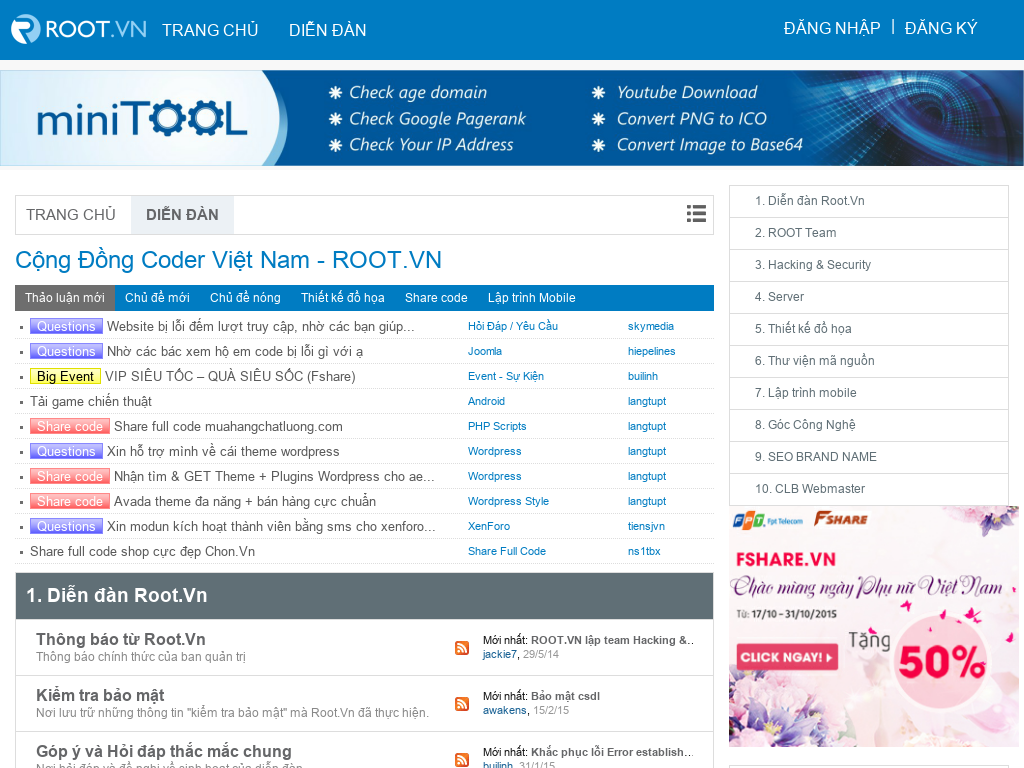 ROOT.VN
TRANG CHỦ
DIỄN ĐÀN
ĐĂNG NHẬP | ĐĂNG KÝ
miniTOOL
Check age domain
Check Google Pagerank
Check Your IP Address
Youtube Download
Convert PNG to ICO
Convert Image to Base64
TRANG CHỦ
DIỄN ĐÀN
Cộng Đồng Coder Việt Nam - ROOT.VN
Thảo luận mới Chủ đề mới Chủ đề nóng Thiết kế đồ họa Share code Lập trình Mobile
Questions Website bị lỗi đếm lượt truy cập, nhờ các bạn giúp... Hỏi Đáp / Yêu Cầu skymedia
Questions Nhờ các bác xem hộ em code bị lỗi gì với ạ Joomla hiepelines
Big Event VIP SIÊU TỐC – QUÀ SIÊU SỐC (Fshare) Event - Sự Kiện builinh
Tải game chiến thuật Android langtupt
Share code Share full code muahangchatluong.com PHP Scripts langtupt
Questions Xin hỗ trợ mình về cái theme wordpress Wordpress langtupt
Share code Nhận tìm & GET Theme + Plugins Wordpress cho ae... Wordpress langtupt
Share code Avada theme đa năng + bán hàng cực chuẩn Wordpress Style langtupt
Questions Xin modun kích hoạt thành viên bằng sms cho xenforo... XenForo tiensjvn
Share full code shop cực đẹp Chon.Vn Share Full Code ns1tbx
1. Diễn đàn Root.Vn
Thông báo từ Root.Vn
Thông báo chính thức của ban quản trị
Mới nhất: ROOT.VN lập team Hacking &..
jackie7, 29/5/14
Kiểm tra bảo mật
Nơi lưu trữ những thông tin "kiểm tra bảo mật" mà Root.Vn đã thực hiện.
Mới nhất: Bảo mật csdl
awakens, 15/2/15
Góp ý và Hỏi đáp thắc mắc chung
Nơi hỏi đáp và đề nghị về sinh hoạt của diễn đàn
Mới nhất: Khắc phục lỗi Error establish...
builinh, 31/1/15
1. Diễn đàn Root.Vn
2. ROOT Team
3. Hacking & Security
4. Server
5. Thiết kế đồ họa
6. Thư viện mã nguồn
7. Lập trình mobile
8. Góc Công Nghệ
9. SEO BRAND NAME
10. CLB Webmaster
FPT Fpt Telecom FSHARE
FSHARE.VN
Chào mừng ngày Phụ nữ Việt Nam
Từ: 17/10 - 31/10/2015
Tặng
CLICK NGAY!
50%